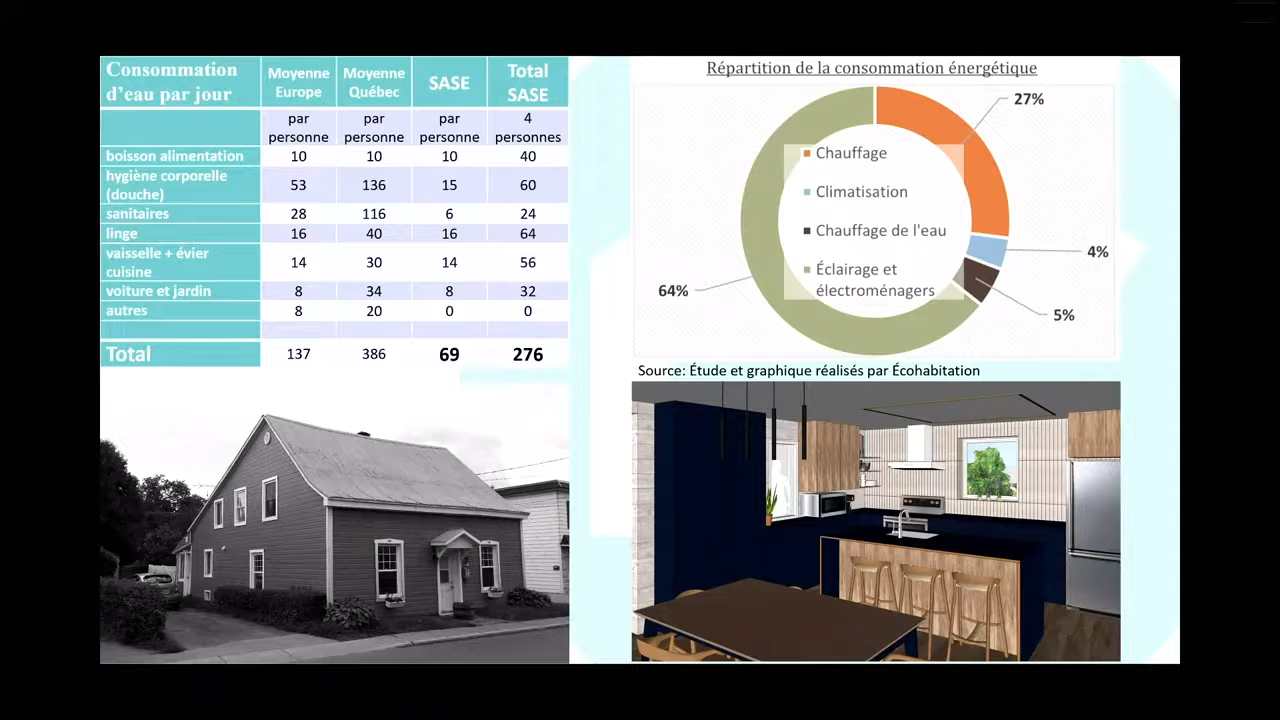 Consommation d'eau par jour Moyenne Europe Moyenne Québec SASE Total SASE
par personne par personne par personne 4 personnes
boisson alimentation 10 10 10 40
hygiène corporelle (douche) 53 136 15 60
sanitaires 28 116 6 24
linge 16 40 16 64
vaisselle + évier cuisine 14 30 14 56
voiture et jardin 8 34 8 32
autres 8 20 0 0
Total 137 386 69 276
Répartition de la consommation énergétique
27%
Chauffage
Climatisation
Chauffage de l'eau
4%
Éclairage et
électroménagers
64%
5%
Source: Étude et graphique réalisés par Écohabitation